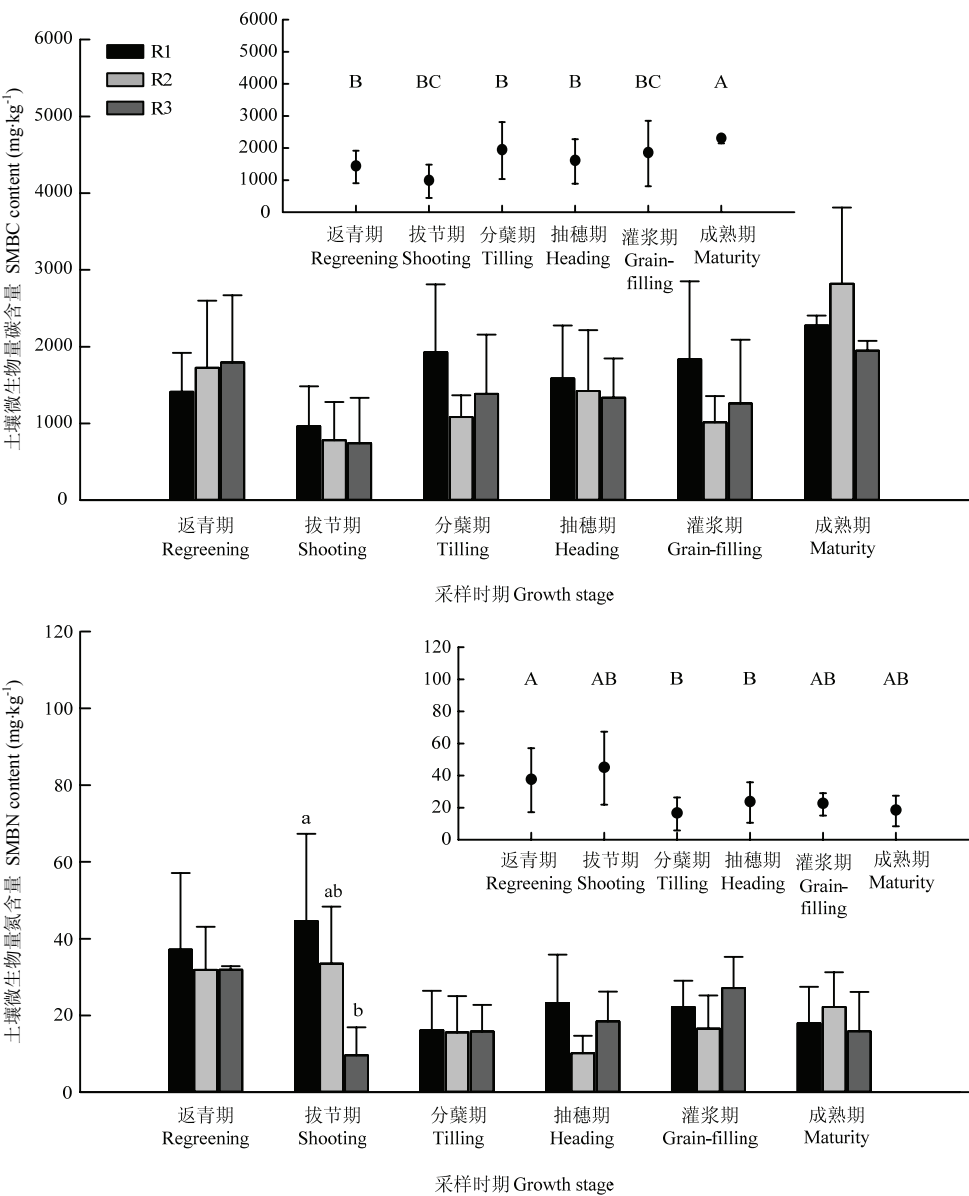 土壤微生物量碳含量 SMBC content (mg·kg⁻¹)
6000
5000
4000
3000
2000
1000
0
R1
R2
R3
6000
5000
4000
3000
2000
1000
0
B BC B B BC A
返青期 拔节期 分蘖期 抽穗期 灌浆期 成熟期
Regreening Shooting Tilling Heading Grain- Maturity
filling
返青期 拔节期 分蘖期 抽穗期 灌浆期 成熟期
Regreening Shooting Tilling Heading Grain-filling Maturity
采样时期 Growth stage
土壤微生物量氮含量 SMBN content (mg·kg⁻¹)
120
100
80
60
40
20
0
a
ab
b
120
100
80
60
40
20
0
A AB B B AB AB
返青期 拔节期 分蘖期 抽穗期 灌浆期 成熟期
Regreening Shooting Tilling Heading Grain- Maturity
filling
返青期 拔节期 分蘖期 抽穗期 灌浆期 成熟期
Regreening Shooting Tilling Heading Grain-filling Maturity
采样时期 Growth stage